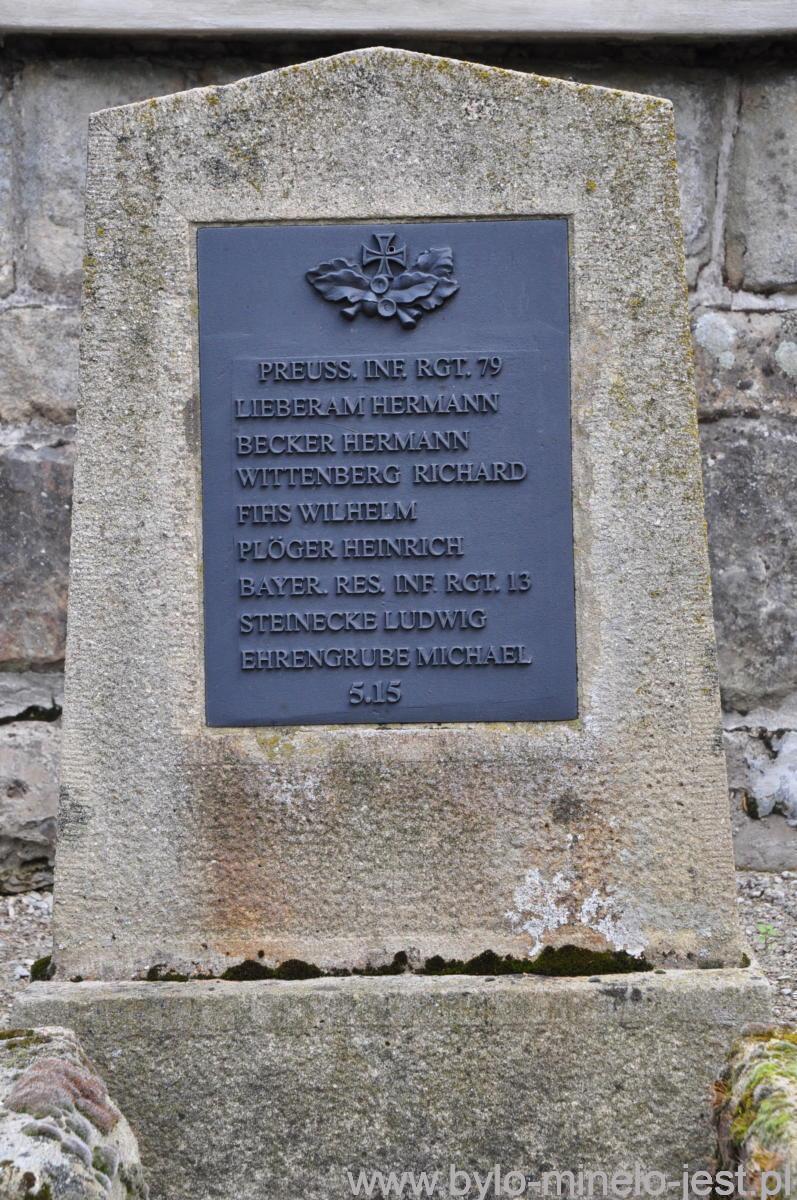 PREUSS. INF. RGT. 79
LIEBERAM HERMANN
BECKER HERMANN
WITTENBERG RICHARD
FIHS WILHELM
PLÖGER HEINRICH
BAYER. RES. INF. RGT. 13
STEINECKE LUDWIG
EHRENGRUBE MICHAEL
5.15
www.bylo-minelo-jest.pl